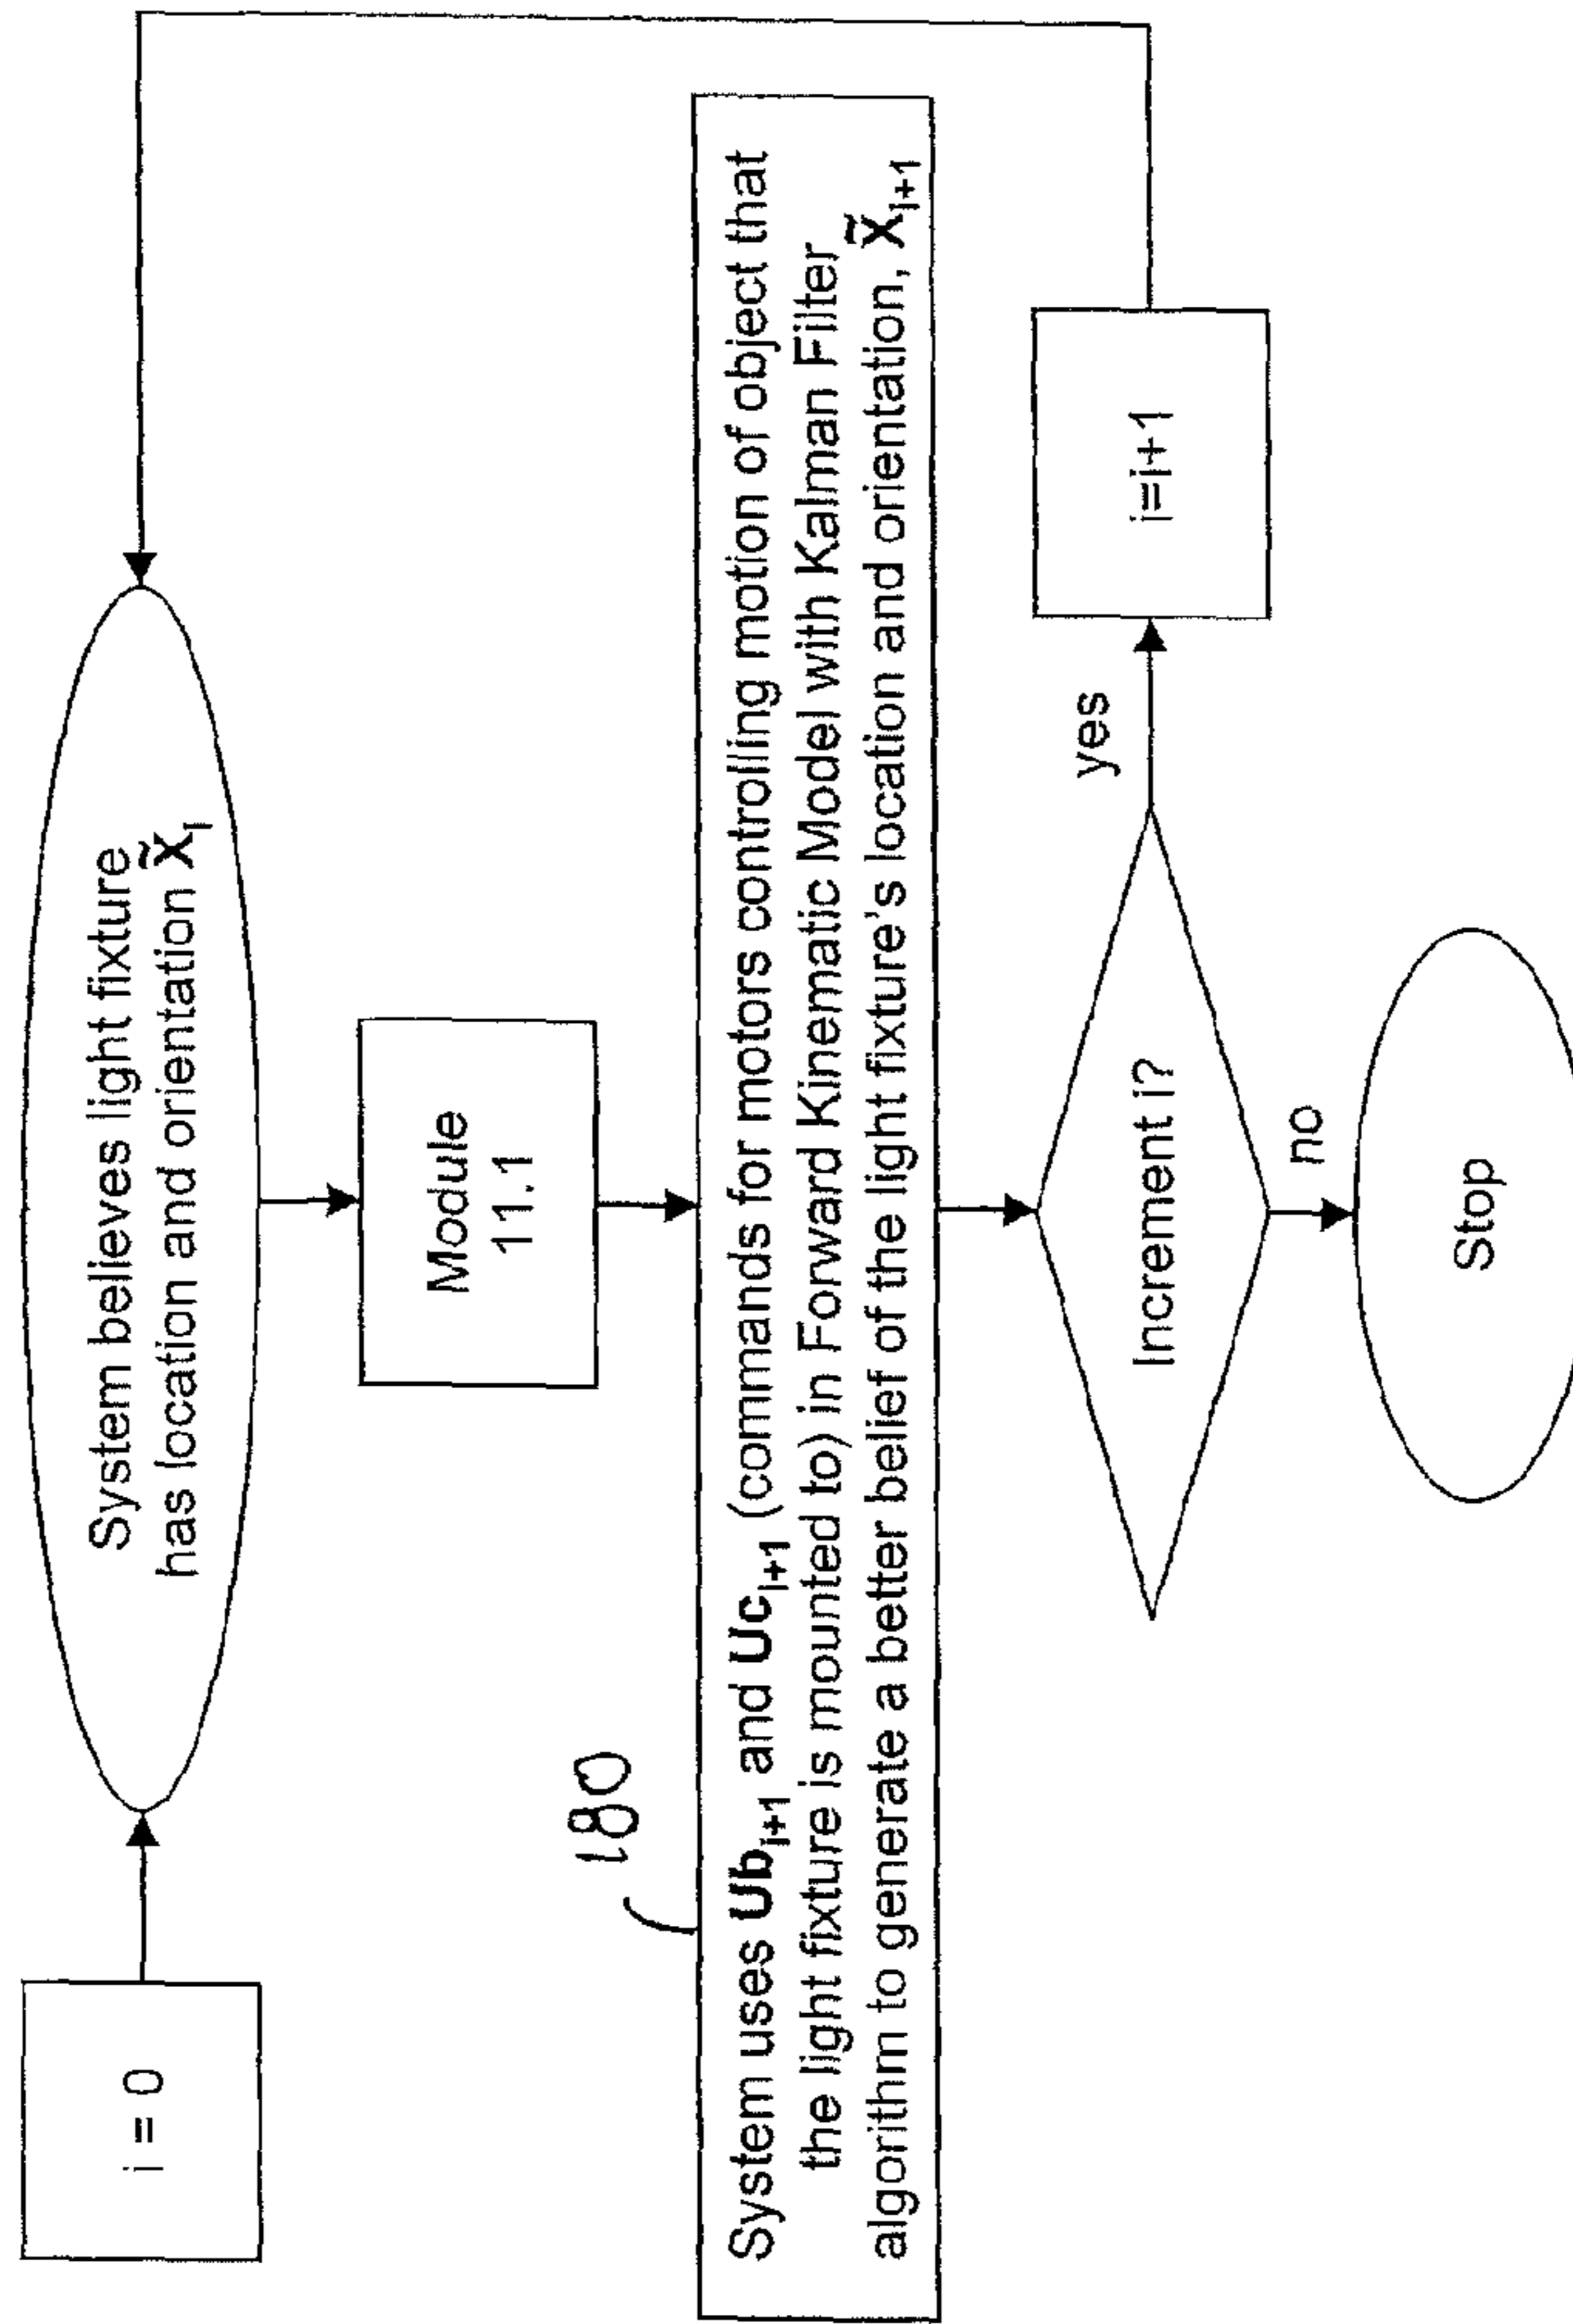 i = 0
System believes light fixture
has location and orientation x̃ᵢ
Module
11.1
180
System uses Ubᵢ₊₁ and Ucᵢ₊₁ (commands for motors controlling motion of object that
the light fixture is mounted to) in Forward Kinematic Model with Kalman Filter
algorithm to generate a better belief of the light fixture's location and orientation, x̃ᵢ₊₁
Increment i?
yes
i=i+1
no
Stop